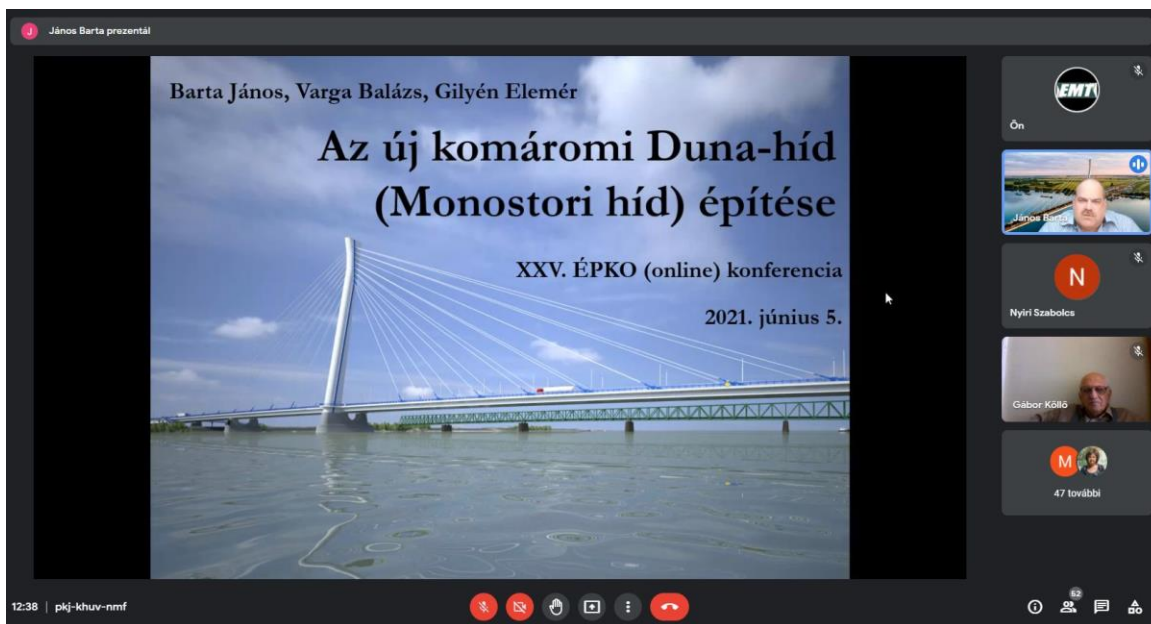 J
János Barta prezentál
Barta János, Varga Balázs, Gilyén Elemér
Az új komáromi Duna-híd
(Monostori híd) építése
XXV. ÉPKO (online) konferencia
2021. június 5.
EMT
Ön
János Barta
N
Nyiri Szabolcs
Gábor Köllő
M
47 további
12:38 | pkj-khuv-nmf
52